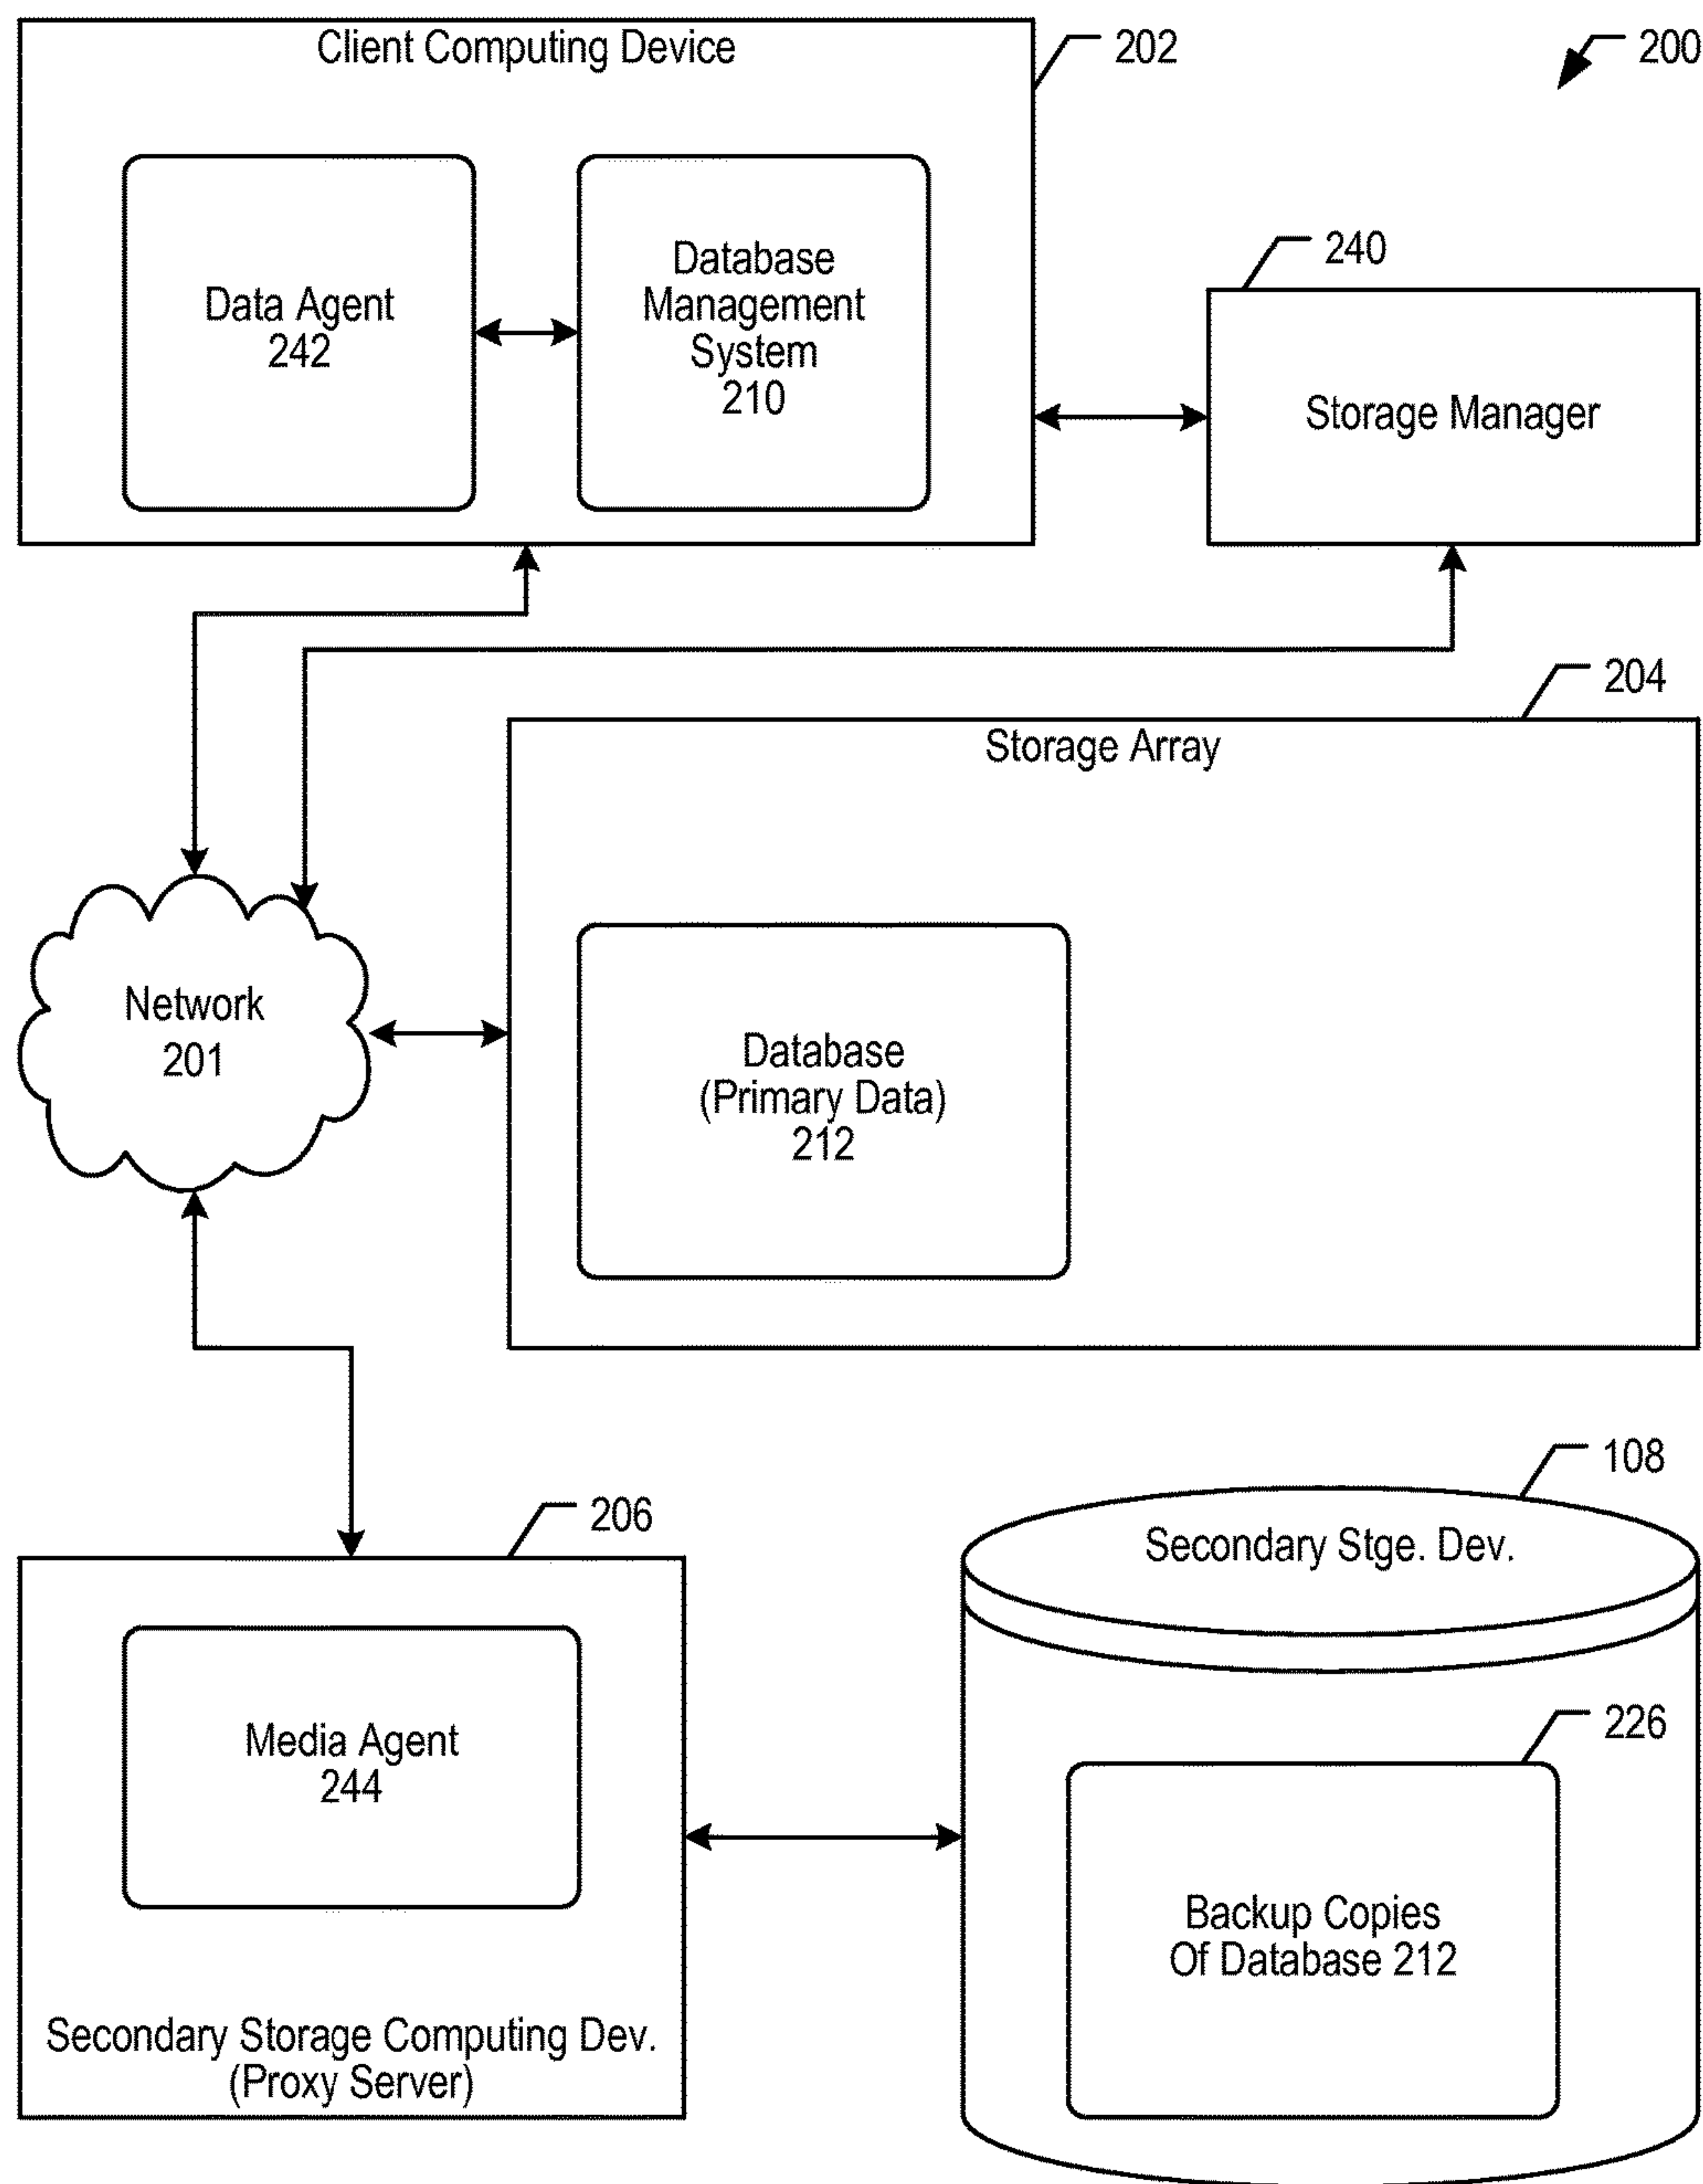 Client Computing Device
202
200
Data Agent
242
Database
Management
System
210
240
Storage Manager
204
Storage Array
Network
201
Database
(Primary Data)
212
206
108
Secondary Stge. Dev.
Media Agent
244
226
Backup Copies
Of Database 212
Secondary Storage Computing Dev.
(Proxy Server)